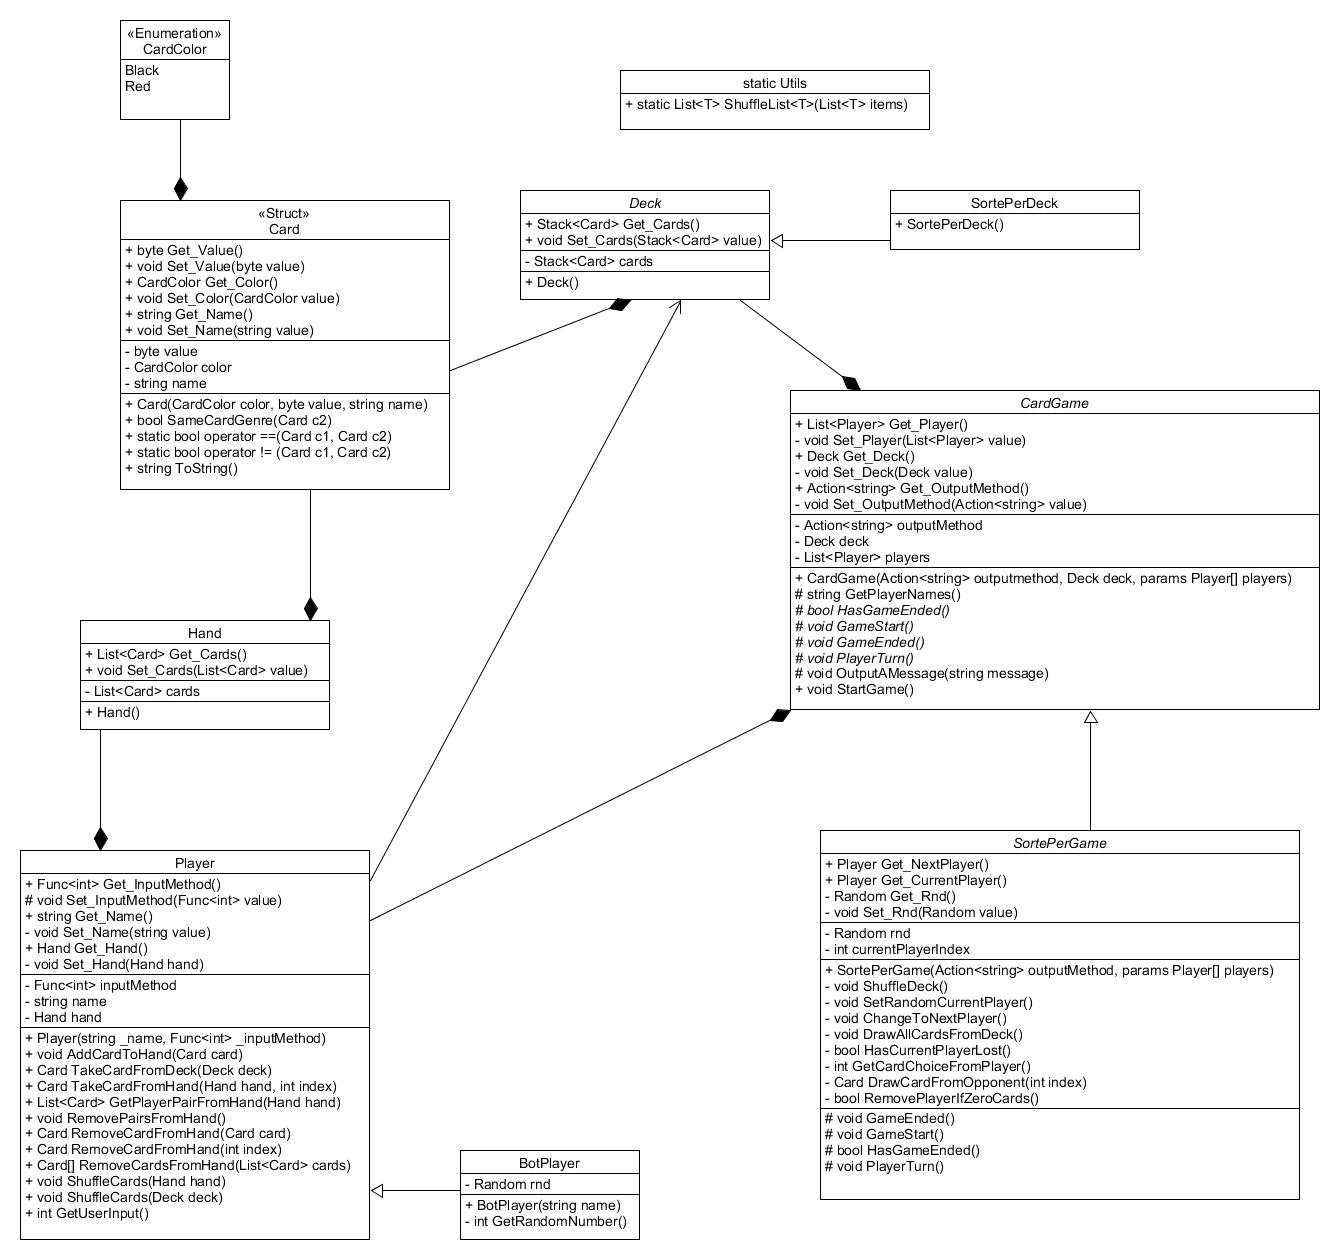 «Enumeration»
CardColor
Black
Red
static Utils
+ static List<T> ShuffleList<T>(List<T> items)
«Struct»
Card
+ byte Get_Value()
+ void Set_Value(byte value)
+ CardColor Get_Color()
+ void Set_Color(CardColor value)
+ string Get_Name()
+ void Set_Name(string value)
- byte value
- CardColor color
- string name
+ Card(CardColor color, byte value, string name)
+ bool SameCardGenre(Card c2)
+ static bool operator ==(Card c1, Card c2)
+ static bool operator != (Card c1, Card c2)
+ string ToString()
Deck
+ Stack<Card> Get_Cards()
+ void Set_Cards(Stack<Card> value)
- Stack<Card> cards
+ Deck()
SortePerDeck
+ SortePerDeck()
CardGame
+ List<Player> Get_Player()
- void Set_Player(List<Player> value)
+ Deck Get_Deck()
- void Set_Deck(Deck value)
+ Action<string> Get_OutputMethod()
- void Set_OutputMethod(Action<string> value)
- Action<string> outputMethod
- Deck deck
- List<Player> players
+ CardGame(Action<string> outputmethod, Deck deck, params Player[] players)
# string GetPlayerNames()
# bool HasGameEnded()
# void GameStart()
# void GameEnded()
# void PlayerTurn()
# void OutputAMessage(string message)
+ void StartGame()
Hand
+ List<Card> Get_Cards()
+ void Set_Cards(List<Card> value)
- List<Card> cards
+ Hand()
Player
+ Func<int> Get_InputMethod()
# void Set_InputMethod(Func<int> value)
+ string Get_Name()
- void Set_Name(string value)
+ Hand Get_Hand()
- void Set_Hand(Hand hand)
- Func<int> inputMethod
- string name
- Hand hand
+ Player(string _name, Func<int> _inputMethod)
+ void AddCardToHand(Card card)
+ Card TakeCardFromDeck(Deck deck)
+ Card TakeCardFromHand(Hand hand, int index)
+ List<Card> GetPlayerPairFromHand(Hand hand)
+ void RemovePairsFromHand()
+ Card RemoveCardFromHand(Card card)
+ Card RemoveCardFromHand(int index)
+ Card[] RemoveCardsFromHand(List<Card> cards)
+ void ShuffleCards(Hand hand)
+ void ShuffleCards(Deck deck)
+ int GetUserInput()
BotPlayer
- Random rnd
+ BotPlayer(string name)
- int GetRandomNumber()
SortePerGame
+ Player Get_NextPlayer()
+ Player Get_CurrentPlayer()
- Random Get_Rnd()
- void Set_Rnd(Random value)
- Random rnd
- int currentPlayerIndex
+ SortePerGame(Action<string> outputMethod, params Player[] players)
- void ShuffleDeck()
- void SetRandomCurrentPlayer()
- void ChangeToNextPlayer()
- void DrawAllCardsFromDeck()
- bool HasCurrentPlayerLost()
- int GetCardChoiceFromPlayer()
- Card DrawCardFromOpponent(int index)
- bool RemovePlayerIfZeroCards()
# void GameEnded()
# void GameStart()
# bool HasGameEnded()
# void PlayerTurn()